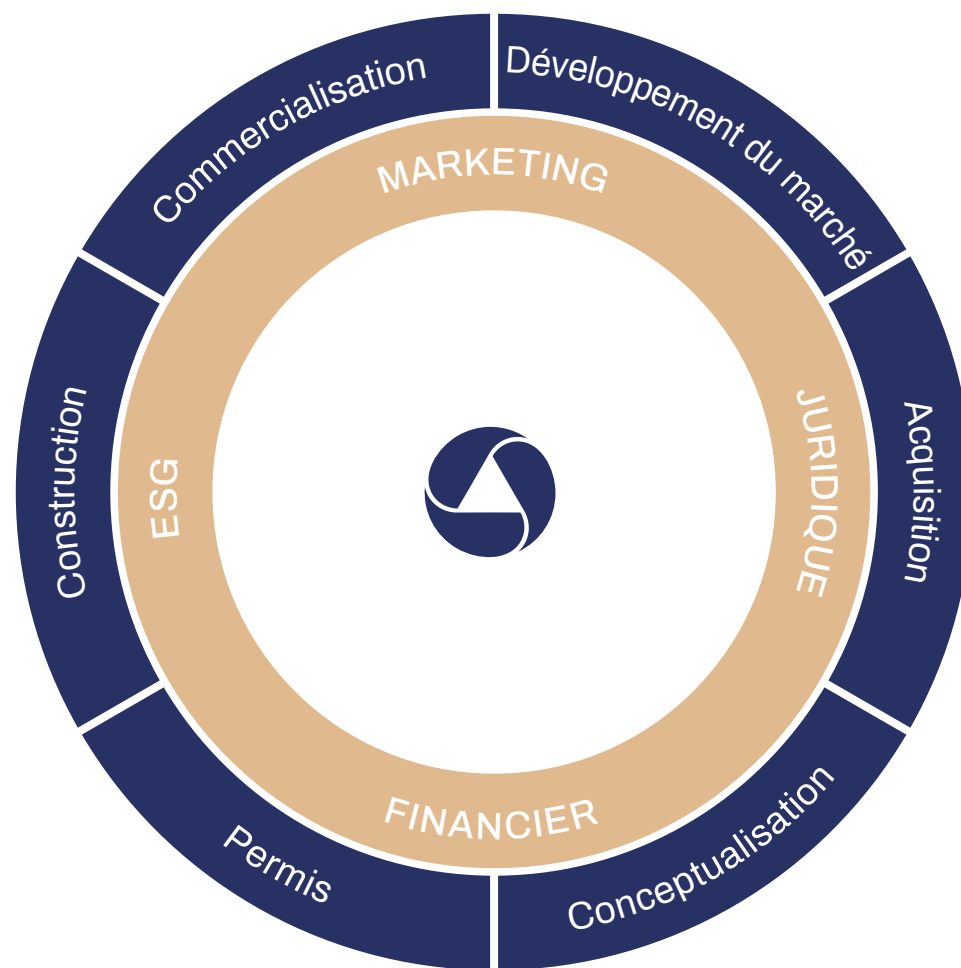 Développement du marché
Acquisition
Conceptualisation
Permis
Construction
Commercialisation
MARKETING
JURIDIQUE
FINANCIER
ESG